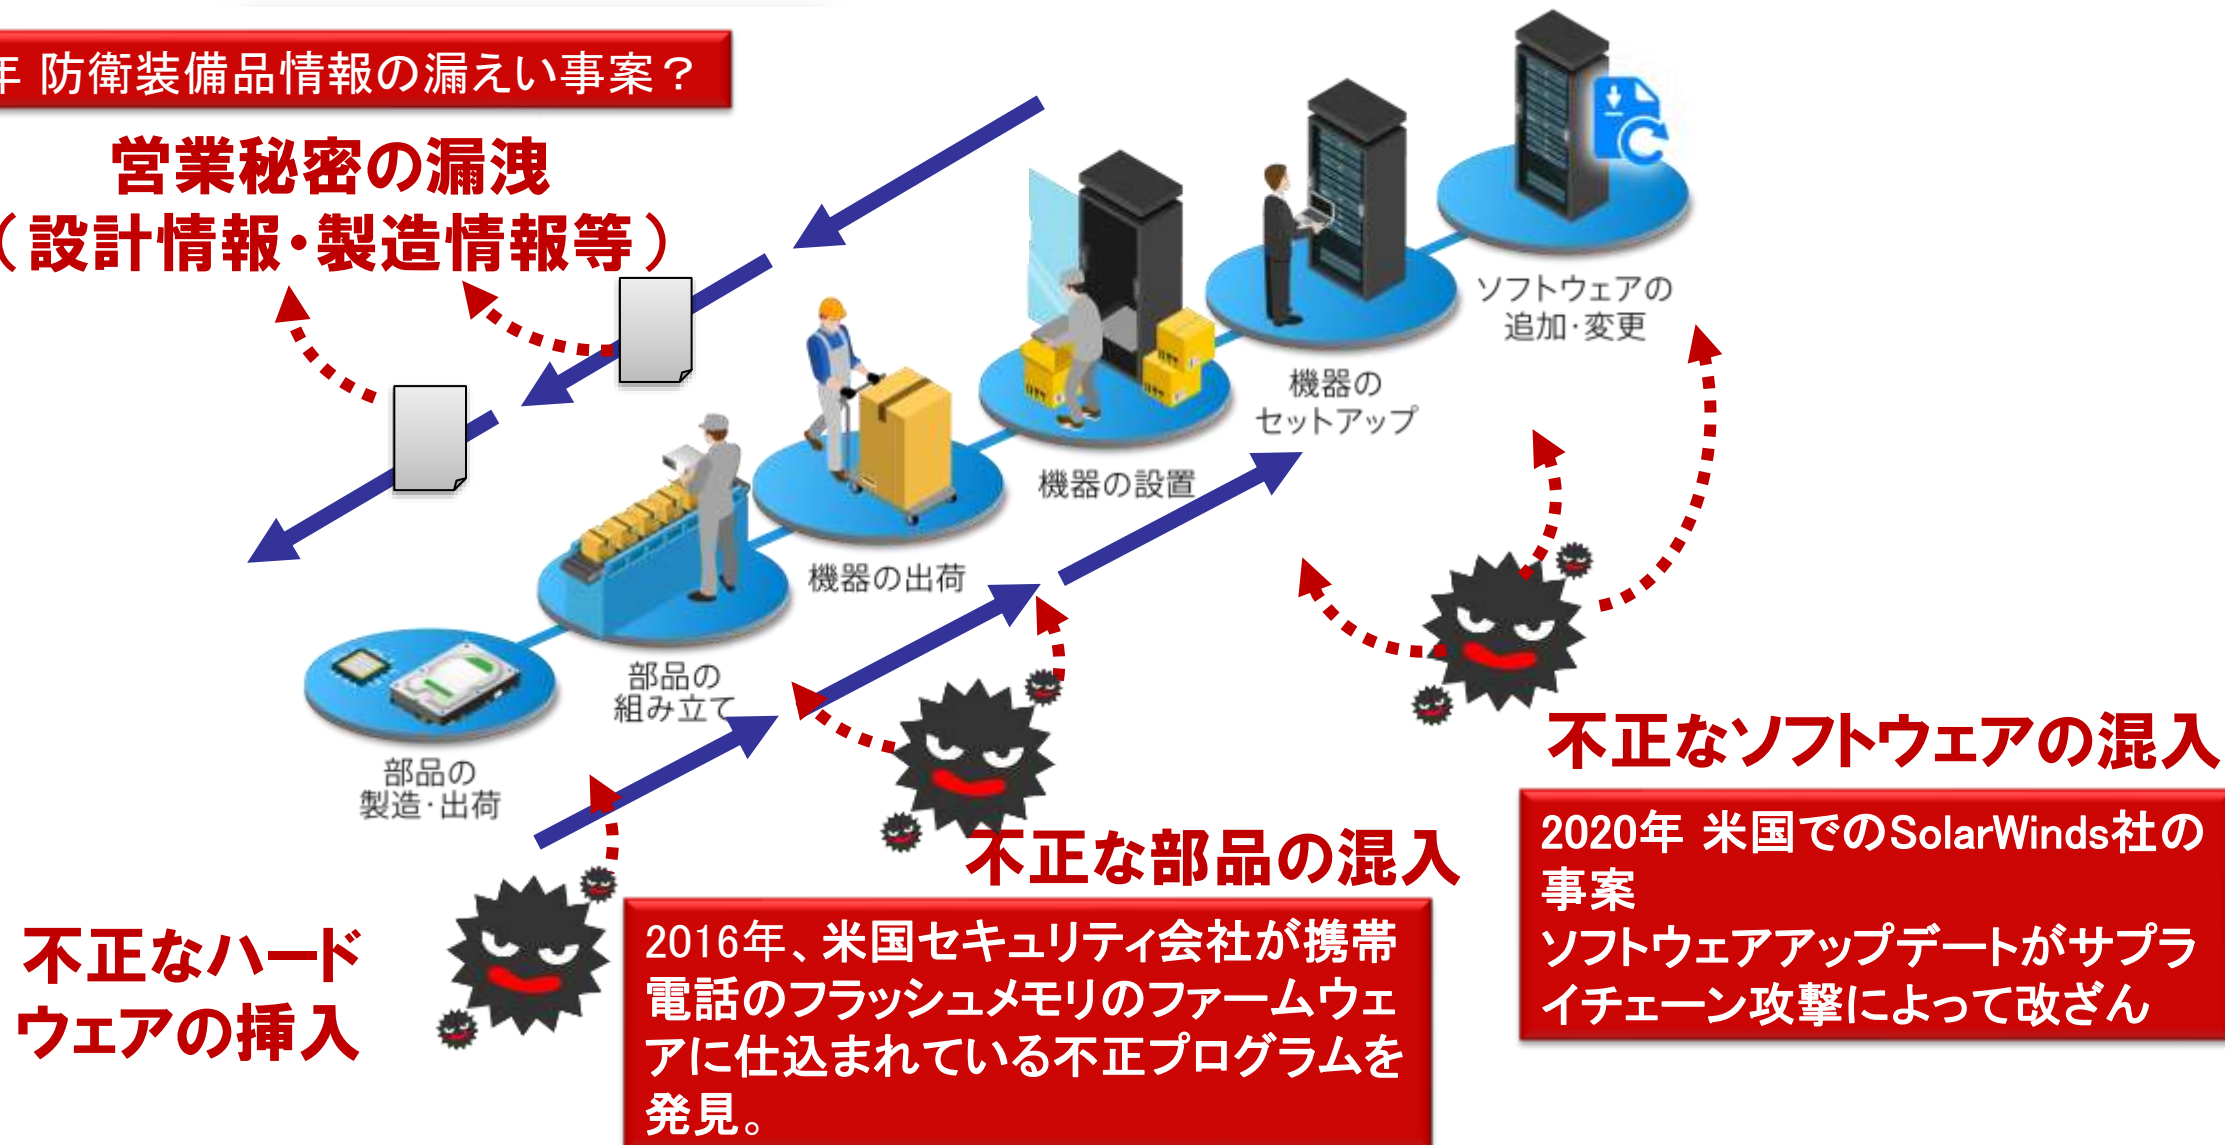 年 防衛装備品情報の漏えい事案？
営業秘密の漏洩
（設計情報・製造情報等）
ソフトウェアの
追加・変更
機器の
セットアップ
機器の設置
機器の出荷
部品の
組み立て
部品の
製造・出荷
不正なソフトウェアの混入
2020年 米国でのSolarWinds社の
事案
ソフトウェアアップデートがサプラ
イチェーン攻撃によって改ざん
不正な部品の混入
2016年、米国セキュリティ会社が携帯
電話のフラッシュメモリのファームウェ
アに仕込まれている不正プログラムを
発見。
不正なハード
ウェアの挿入